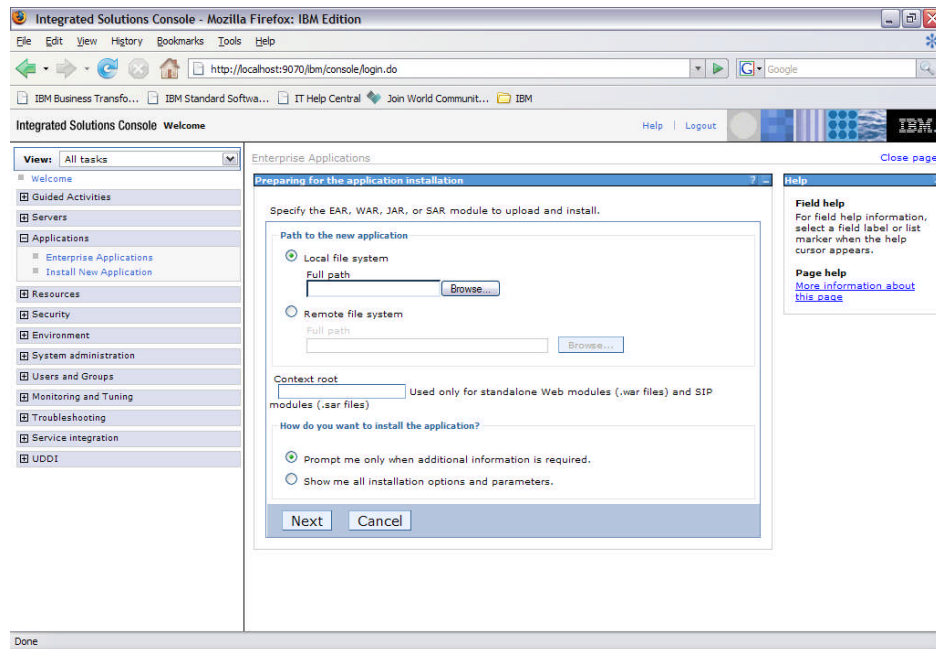 Integrated Solutions Console - Mozilla Firefox: IBM Edition
File Edit View History Bookmarks Tools Help
http://localhost:9070/ibm/console/login.do
G Google
IBM Business Transfo... IBM Standard Softwa... IT Help Central Join World Communit... IBM
Integrated Solutions Console Welcome
Help | Logout
IBM.
View: All tasks
Welcome
Guided Activities
Servers
Applications
Enterprise Applications
Install New Application
Resources
Security
Environment
System administration
Users and Groups
Monitoring and Tuning
Troubleshooting
Service integration
UDDI
Enterprise Applications
Close page
Preparing for the application installation ? -
Specify the EAR, WAR, JAR, or SAR module to upload and install.
Path to the new application
Local file system
Full path
Browse...
Remote file system
Full path
Browse...
Context root
Used only for standalone Web modules (.war files) and SIP
modules (.sar files)
How do you want to install the application?
Prompt me only when additional information is required.
Show me all installation options and parameters.
Next Cancel
Help
Field help
For field help information,
select a field label or list
marker when the help
cursor appears.
Page help
More information about
this page
Done